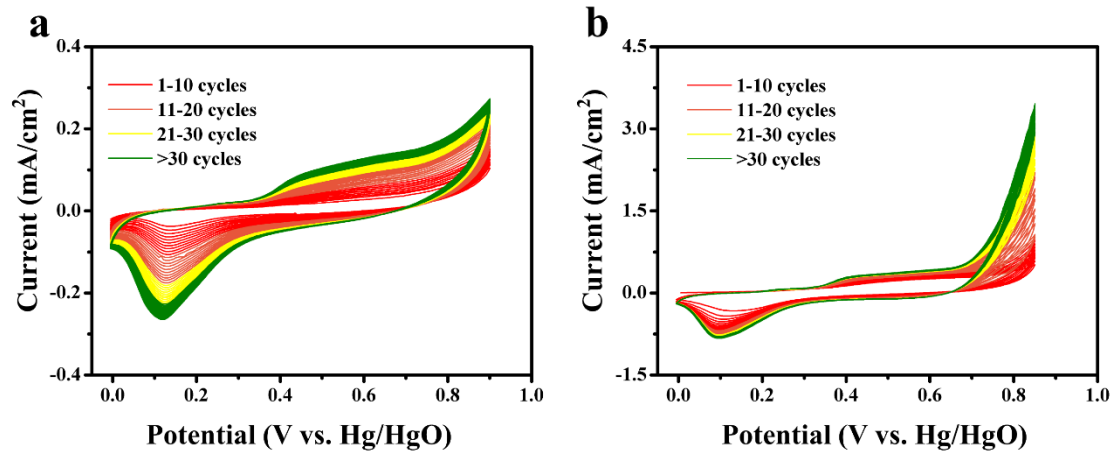 a
0.4
0.2
0.0
-0.2
-0.4
Current (mA/cm²)
1-10 cycles
11-20 cycles
21-30 cycles
>30 cycles
0.0 0.2 0.4 0.6 0.8 1.0
Potential (V vs. Hg/HgO)
b
4.5
3.0
1.5
0.0
-1.5
Current (mA/cm²)
1-10 cycles
11-20 cycles
21-30 cycles
>30 cycles
0.0 0.2 0.4 0.6 0.8 1.0
Potential (V vs. Hg/HgO)